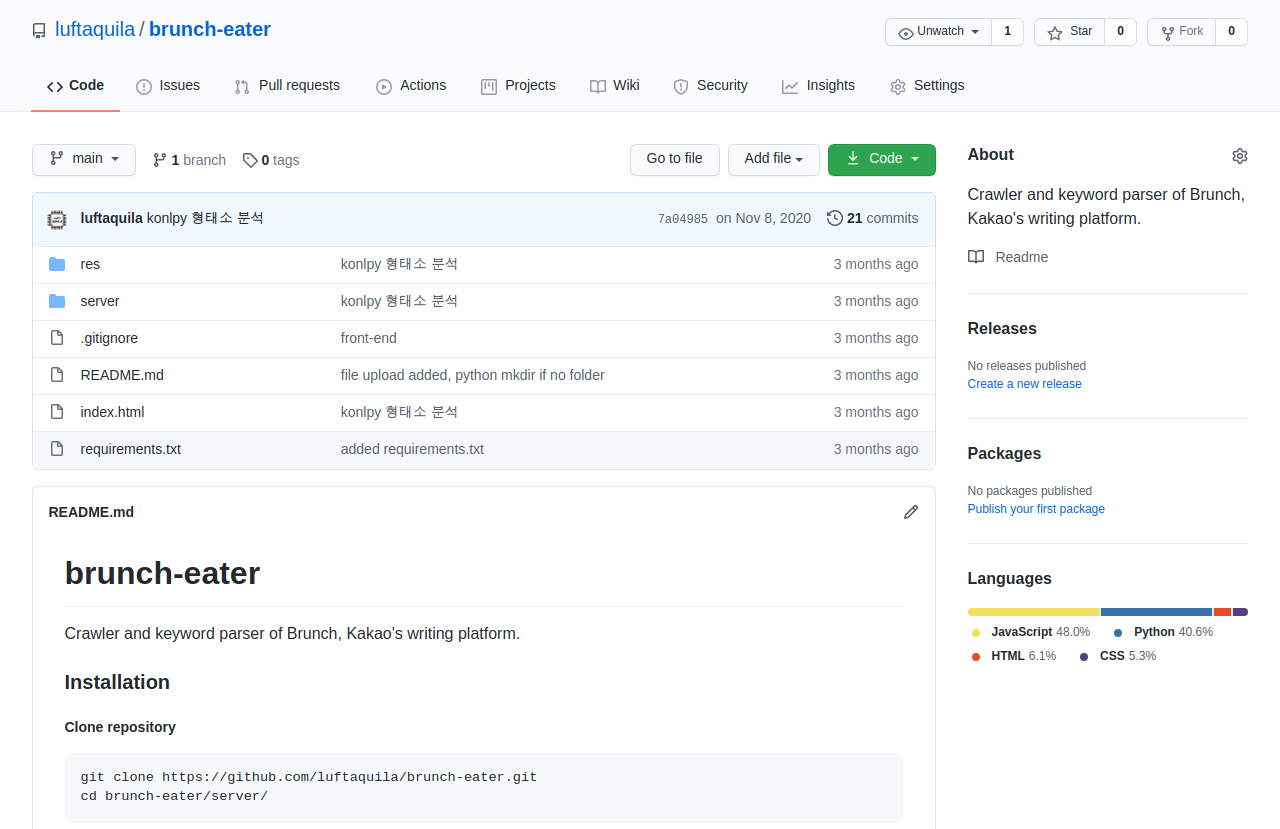 luftaquila / brunch-eater
Unwatch 1 Star 0 Fork 0
Code Issues Pull requests Actions Projects Wiki Security Insights Settings
main 1 branch 0 tags Go to file Add file Code
luftaquila konlpy 형태소 분석 7a04985 on Nov 8, 2020 21 commits
res konlpy 형태소 분석 3 months ago
server konlpy 형태소 분석 3 months ago
.gitignore front-end 3 months ago
README.md file upload added, python mkdir if no folder 3 months ago
index.html konlpy 형태소 분석 3 months ago
requirements.txt added requirements.txt 3 months ago
README.md
brunch-eater
Crawler and keyword parser of Brunch, Kakao's writing platform.
Installation
Clone repository
git clone https://github.com/luftaquila/brunch-eater.git
cd brunch-eater/server/
About
Crawler and keyword parser of Brunch,
Kakao's writing platform.
Readme
Releases
No releases published
Create a new release
Packages
No packages published
Publish your first package
Languages
JavaScript 48.0% Python 40.6%
HTML 6.1% CSS 5.3%